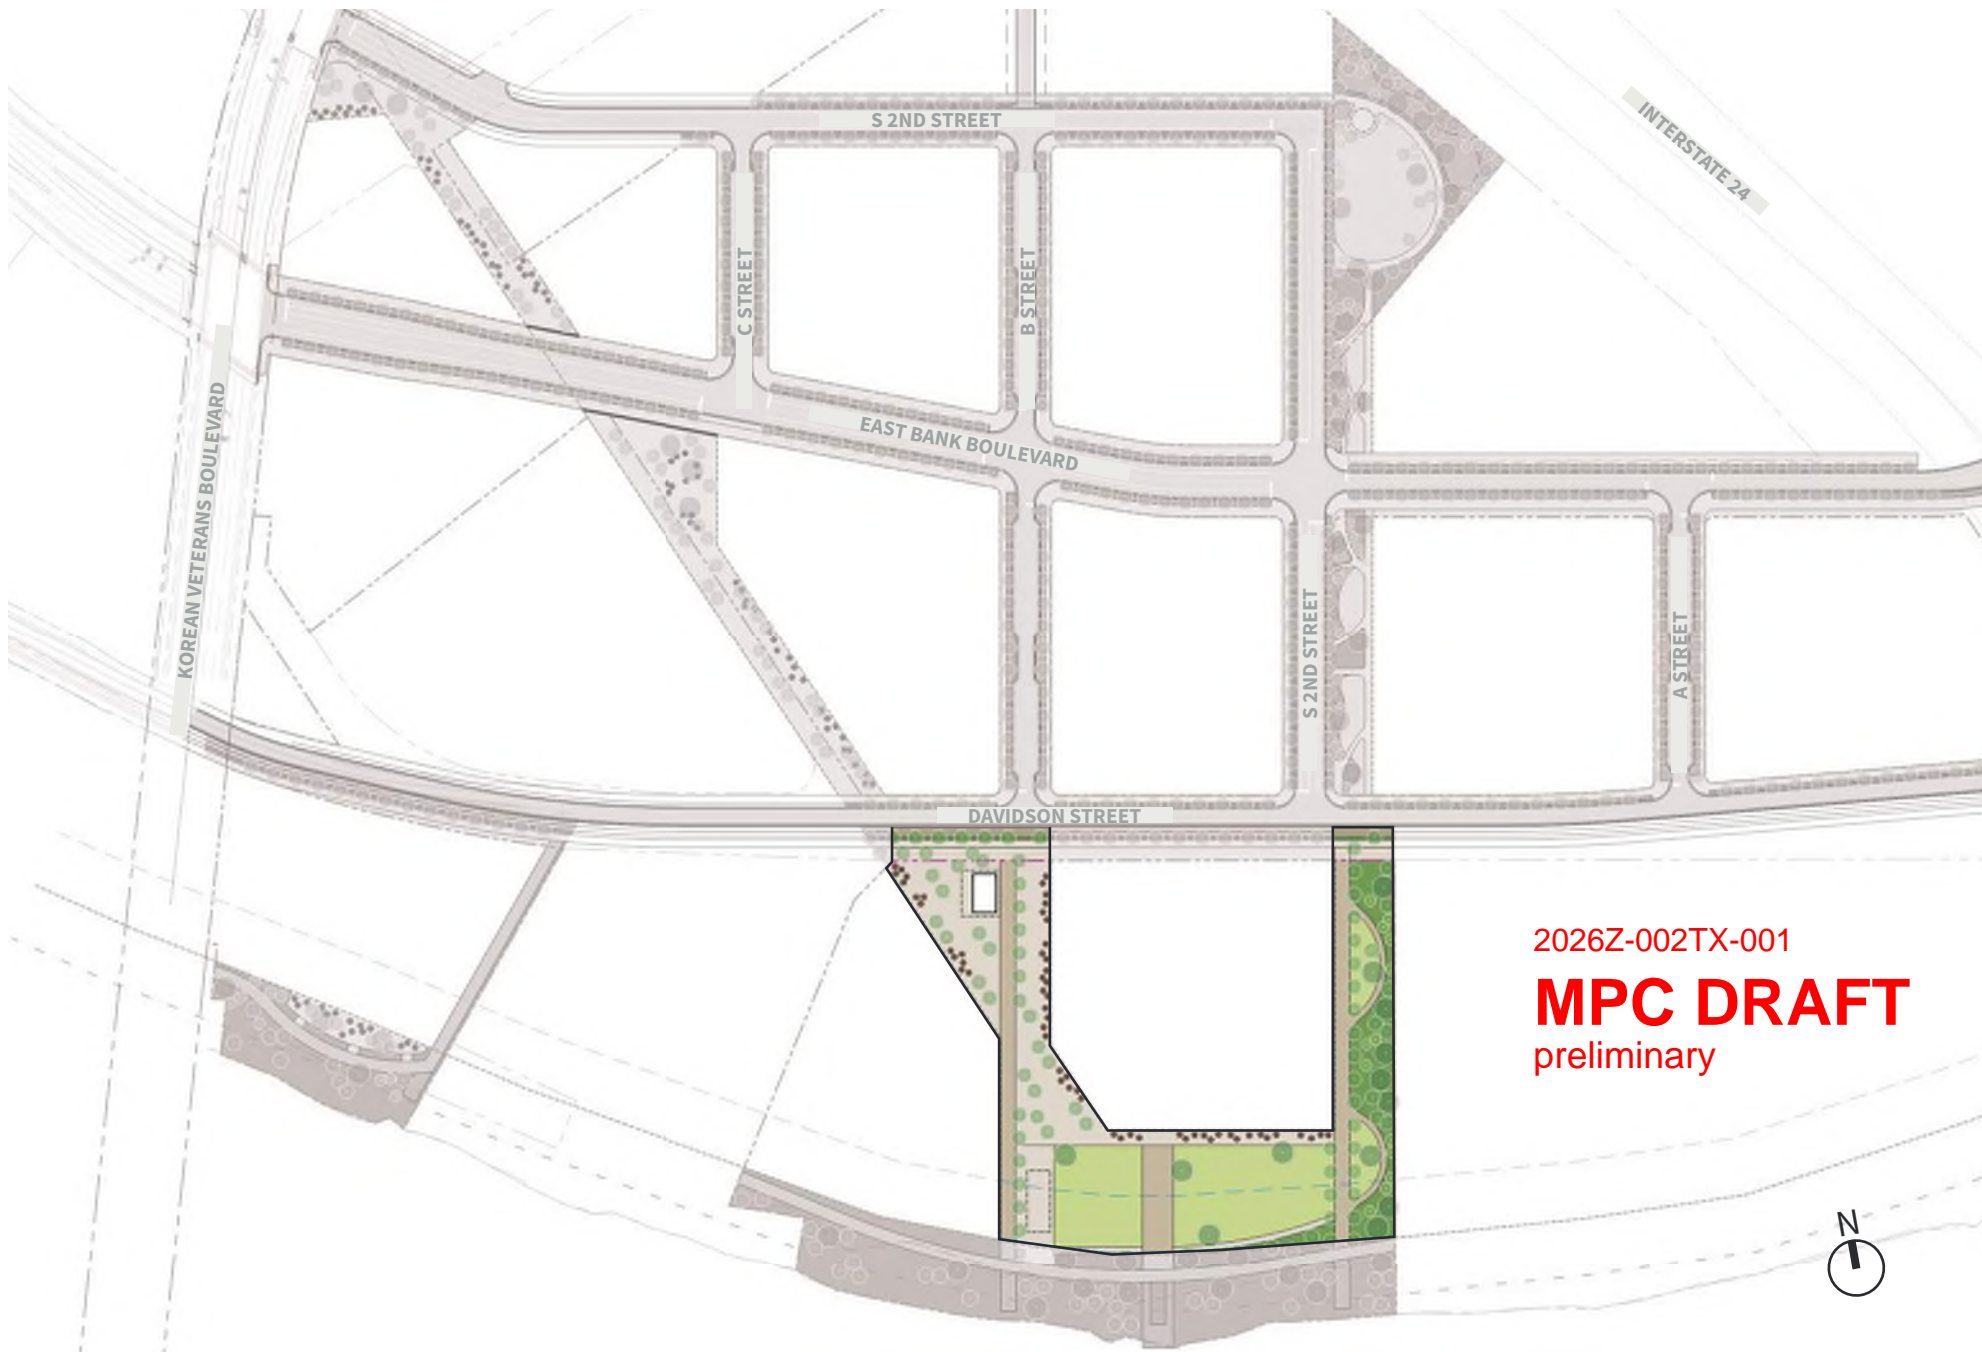 S 2ND STREET
INTERSTATE 24
C STREET
B STREET
KOREAN VETERANS BOULEVARD
EAST BANK BOULEVARD
S 2ND STREET
A STREET
DAVIDSON STREET
2026Z-002TX-001
MPC DRAFT
preliminary
N